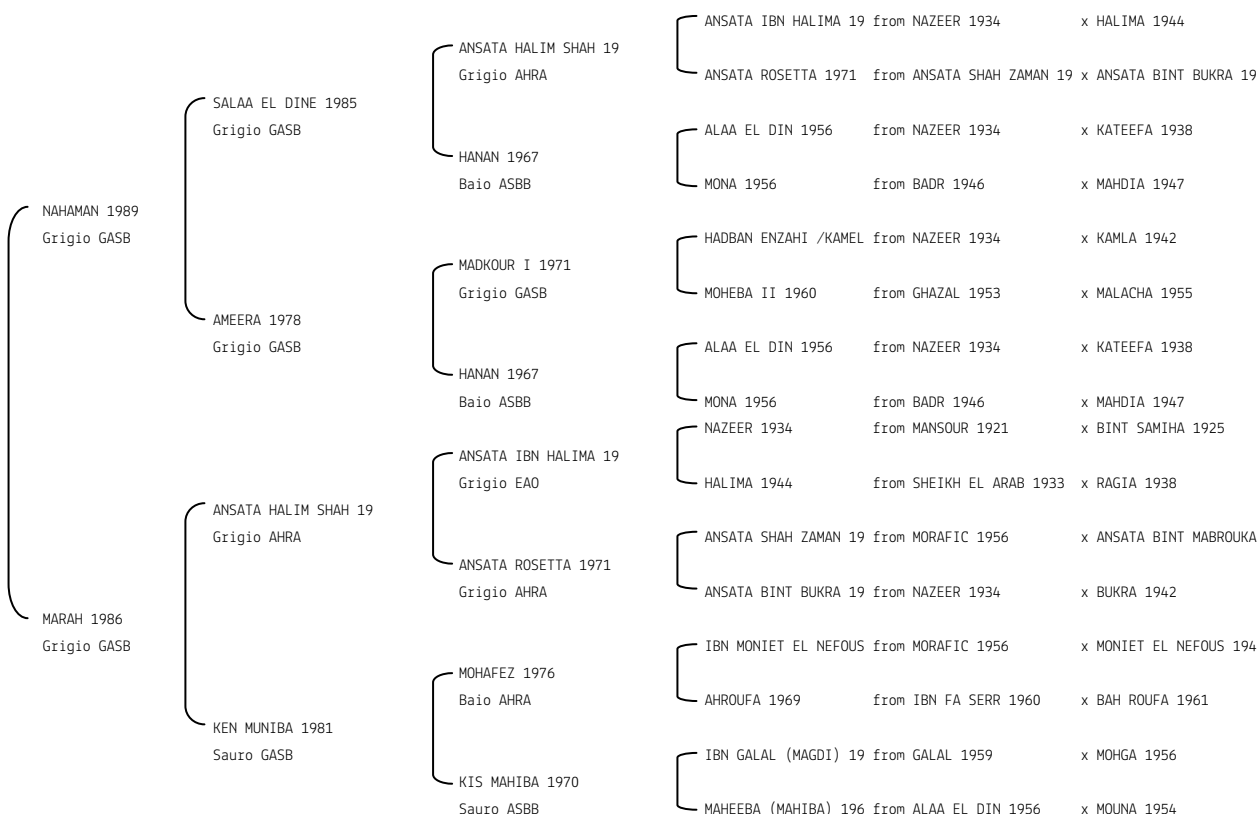 ANSATA IBN HALIMA 19 from NAZEER 1934 x HALIMA 1944
ANSATA HALIM SHAH 19
Grigio AHRA
ANSATA ROSETTA 1971 from ANSATA SHAH ZAMAN 19 x ANSATA BINT BUKRA 19
SALAA EL DINE 1985
Grigio GASB
ALAA EL DIN 1956 from NAZEER 1934 x KATEEFA 1938
HANAN 1967
Baio ASBB
MONA 1956 from BADR 1946 x MAHDIA 1947
NAHAMAN 1989
Grigio GASB
HADBAN ENZAHI /KAMEL from NAZEER 1934 x KAMLA 1942
MADKOUR I 1971
Grigio GASB
MOHEBA II 1960 from GHAZAL 1953 x MALACHA 1955
AMEERA 1978
Grigio GASB
ALAA EL DIN 1956 from NAZEER 1934 x KATEEFA 1938
HANAN 1967
Baio ASBB
MONA 1956 from BADR 1946 x MAHDIA 1947
NAZEER 1934 from MANSOUR 1921 x BINT SAMIHA 1925
ANSATA IBN HALIMA 19
Grigio EAO
HALIMA 1944 from SHEIKH EL ARAB 1933 x RAGIA 1938
ANSATA HALIM SHAH 19
Grigio AHRA
ANSATA SHAH ZAMAN 19 from MORAFIC 1956 x ANSATA BINT MABROUKA
ANSATA ROSETTA 1971
Grigio AHRA
ANSATA BINT BUKRA 19 from NAZEER 1934 x BUKRA 1942
MARAH 1986
Grigio GASB
IBN MONIET EL NEFOUS from MORAFIC 1956 x MONIET EL NEFOUS 194
MOHAFEZ 1976
Baio AHRA
AHROUFA 1969 from IBN FA SERR 1960 x BAH ROUFA 1961
KEN MUNIBA 1981
Sauro GASB
IBN GALAL (MAGDI) 19 from GALAL 1959 x MOHGA 1956
KIS MAHIBA 1970
Sauro ASBB
MAHEEBA (MAHIBA) 196 from ALAA EL DIN 1956 x MOUNA 1954